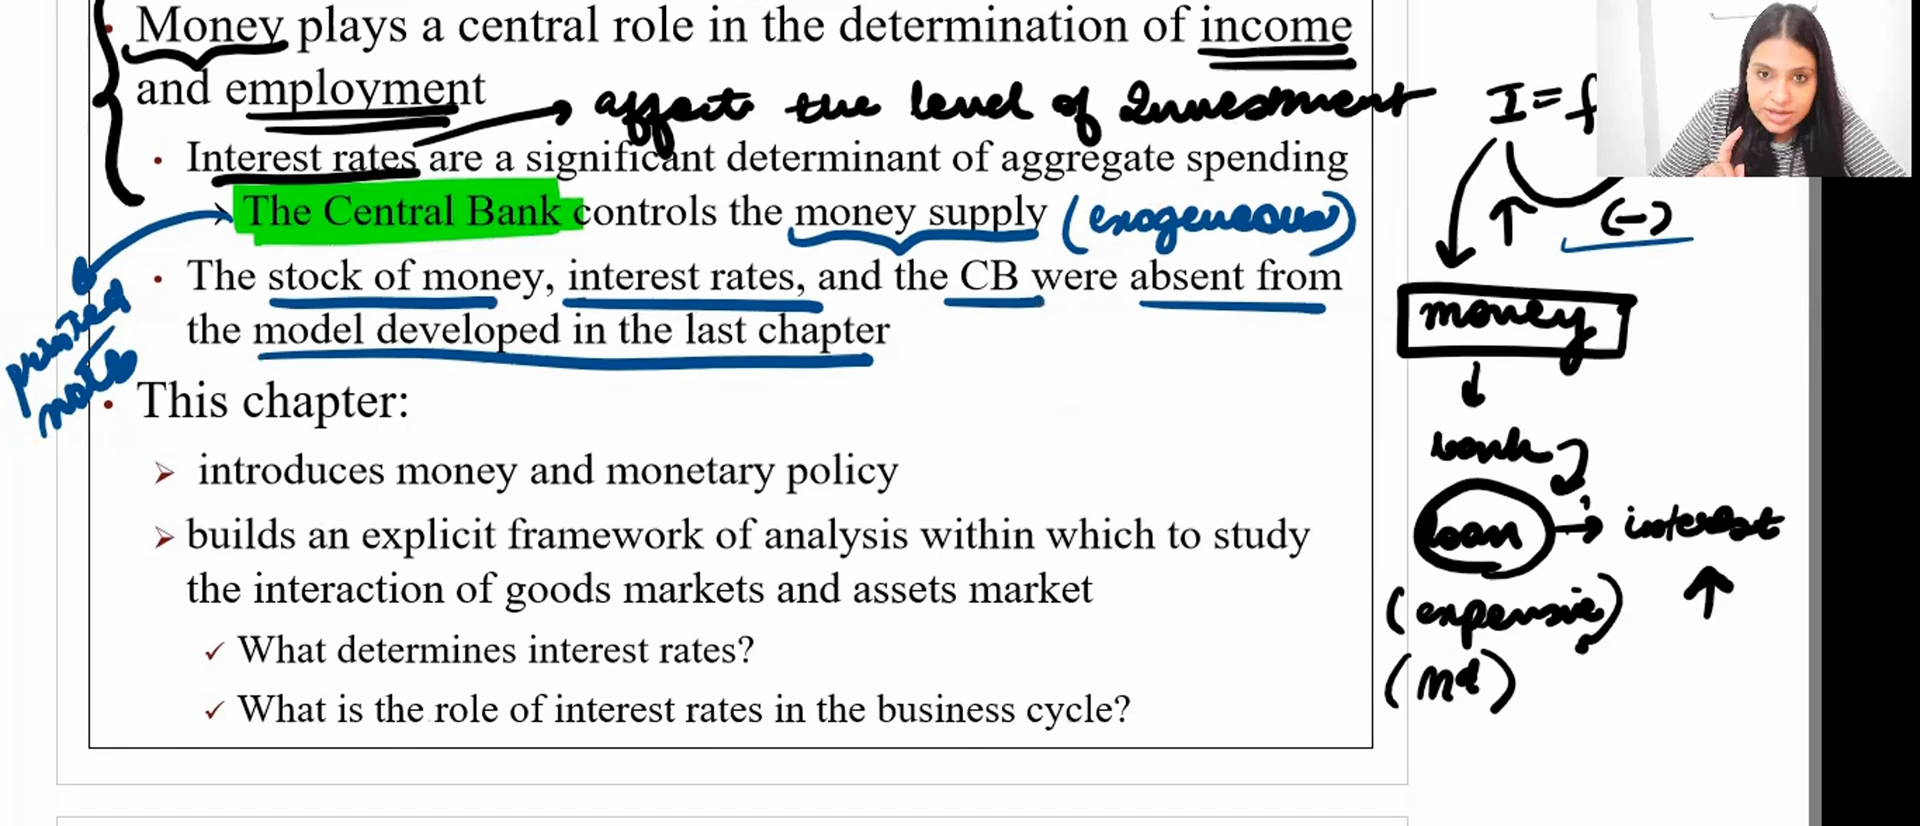 Money plays a central role in the determination of income
and employment
affects the level of Investment
I = f
• Interest rates are a significant determinant of aggregate spending
The Central Bank controls the money supply (exogeneous)
↑ (-)
• The stock of money, interest rates, and the CB were absent from
the model developed in the last chapter
printed
note
money
• This chapter:
➢ introduces money and monetary policy
bank
➢ builds an explicit framework of analysis within which to study
the interaction of goods markets and assets market
loan → interest
(expensive) ↑
✓ What determines interest rates?
(Md)
✓ What is the role of interest rates in the business cycle?